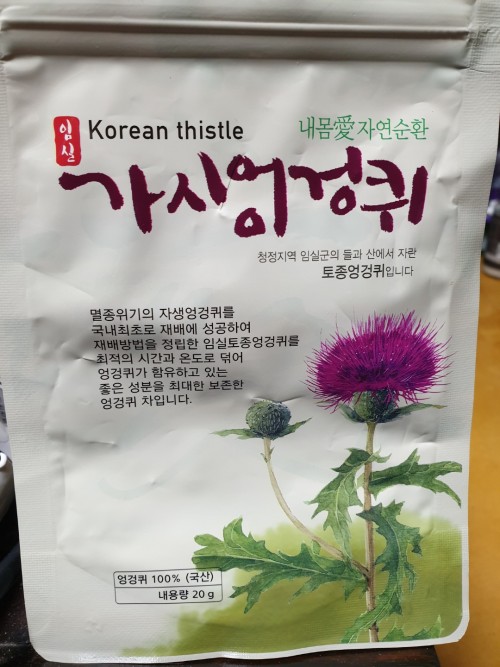 임실
Korean thistle
내몸愛 자연순환
가시엉겅퀴
청정지역 임실군의 들과 산에서 자란
토종엉겅퀴입니다
멸종위기의 자생엉겅퀴를
국내최초로 재배에 성공하여
재배방법을 정립한 임실토종엉겅퀴를
최적의 시간과 온도로 덖어
엉겅퀴가 함유하고 있는
좋은 성분을 최대한 보존한
엉겅퀴 차입니다.
엉겅퀴 100% (국산)
내용량 20 g